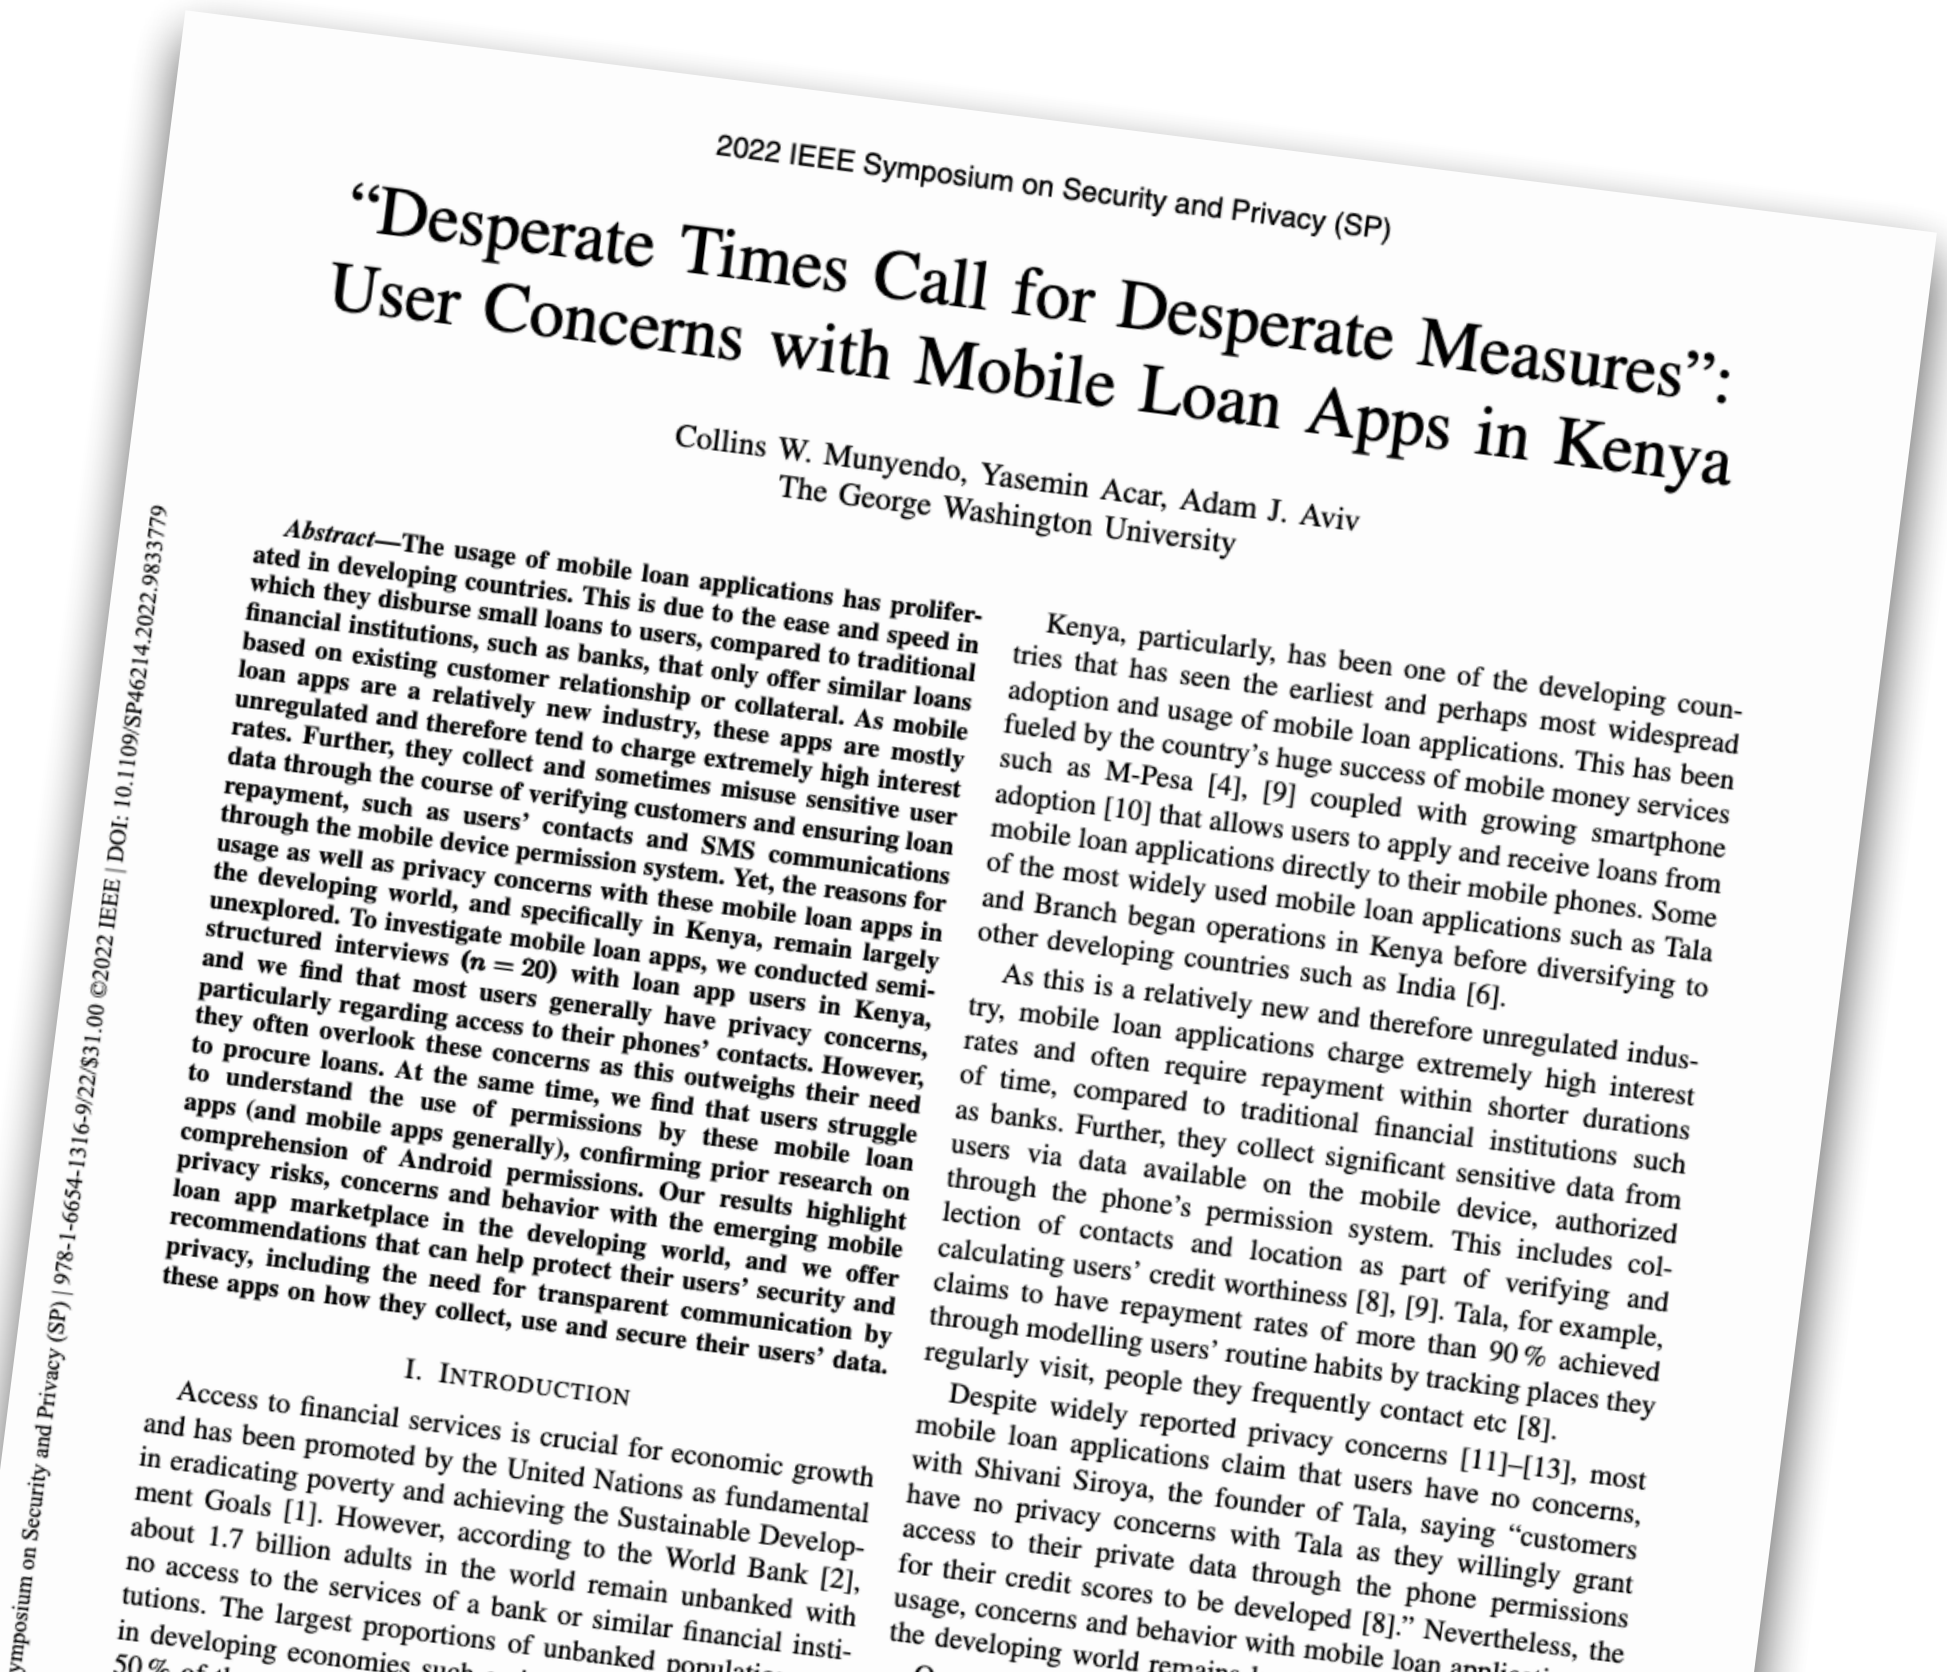 2022 IEEE Symposium on Security and Privacy (SP)
“Desperate Times Call for Desperate Measures”:
User Concerns with Mobile Loan Apps in Kenya
Collins W. Munyendo, Yasemin Acar, Adam J. Aviv
The George Washington University
Abstract—The usage of mobile loan applications has prolifer-
ated in developing countries. This is due to the ease and speed in
which they disburse small loans to users, compared to traditional
financial institutions, such as banks, that only offer similar loans
based on existing customer relationship or collateral. As mobile
loan apps are a relatively new industry, these apps are mostly
unregulated and therefore tend to charge extremely high interest
rates. Further, they collect and sometimes misuse sensitive user
data through the course of verifying customers and ensuring loan
repayment, such as users’ contacts and SMS communications
through the mobile device permission system. Yet, the reasons for
usage as well as privacy concerns with these mobile loan apps in
the developing world, and specifically in Kenya, remain largely
unexplored. To investigate mobile loan apps, we conducted semi-
structured interviews (n = 20) with loan app users in Kenya,
and we find that most users generally have privacy concerns,
particularly regarding access to their phones’ contacts. However,
they often overlook these concerns as this outweighs their need
to procure loans. At the same time, we find that users struggle
to understand the use of permissions by these mobile loan
apps (and mobile apps generally), confirming prior research on
comprehension of Android permissions. Our results highlight
privacy risks, concerns and behavior with the emerging mobile
loan app marketplace in the developing world, and we offer
recommendations that can help protect their users’ security and
privacy, including the need for transparent communication by
these apps on how they collect, use and secure their users’ data.
I. INTRODUCTION
Access to financial services is crucial for economic growth
and has been promoted by the United Nations as fundamental
in eradicating poverty and achieving the Sustainable Develop-
ment Goals [1]. However, according to the World Bank [2],
about 1.7 billion adults in the world remain unbanked with
no access to the services of a bank or similar financial insti-
tutions. The largest proportions of unbanked
in developing economies such
50 % of
Kenya, particularly, has been one of the developing coun-
tries that has seen the earliest and perhaps most widespread
adoption and usage of mobile loan applications. This has been
fueled by the country’s huge success of mobile money services
such as M-Pesa [4], [9] coupled with growing smartphone
adoption [10] that allows users to apply and receive loans from
mobile loan applications directly to their mobile phones. Some
of the most widely used mobile loan applications such as Tala
and Branch began operations in Kenya before diversifying to
other developing countries such as India [6].
As this is a relatively new and therefore unregulated indus-
try, mobile loan applications charge extremely high interest
rates and often require repayment within shorter durations
of time, compared to traditional financial institutions such
as banks. Further, they collect significant sensitive data from
users via data available on the mobile device, authorized
through the phone’s permission system. This includes col-
lection of contacts and location as part of verifying and
calculating users’ credit worthiness [8], [9]. Tala, for example,
claims to have repayment rates of more than 90 % achieved
through modelling users’ routine habits by tracking places they
regularly visit, people they frequently contact etc [8].
Despite widely reported privacy concerns [11]–[13], most
mobile loan applications claim that users have no concerns,
with Shivani Siroya, the founder of Tala, saying “customers
have no privacy concerns with Tala as they willingly grant
access to their private data through the phone permissions
for their credit scores to be developed [8].” Nevertheless, the
usage, concerns and behavior with mobile loan
the developing world
ymposium on Security and Privacy (SP) | 978-1-6654-1316-9/22/$31.00 ©2022 IEEE | DOI: 10.1109/SP46214.2022.9833779